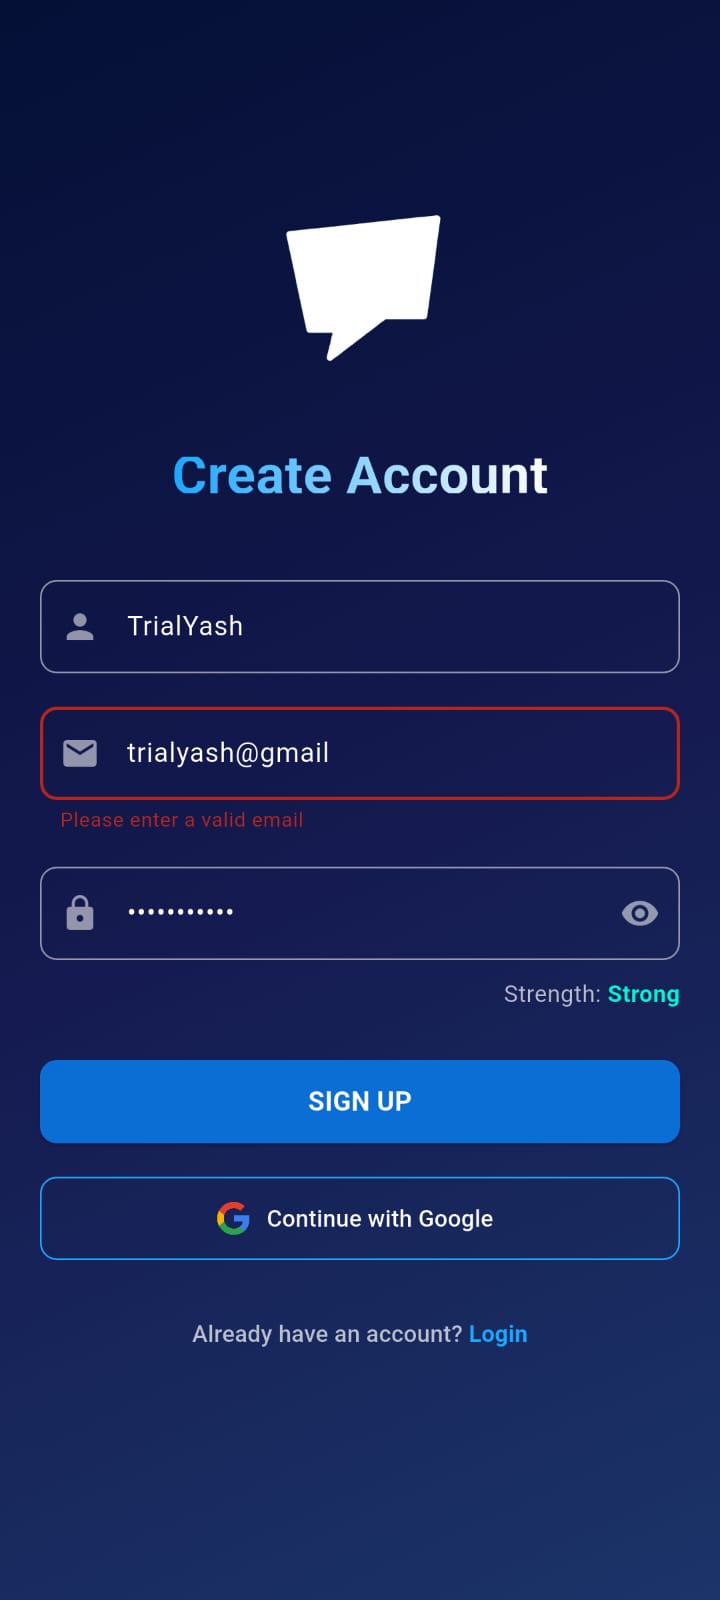 Create Account
TrialYash
trialyash@gmail
Please enter a valid email
•••••••••••
Strength: Strong
SIGN UP
Continue with Google
Already have an account? Login